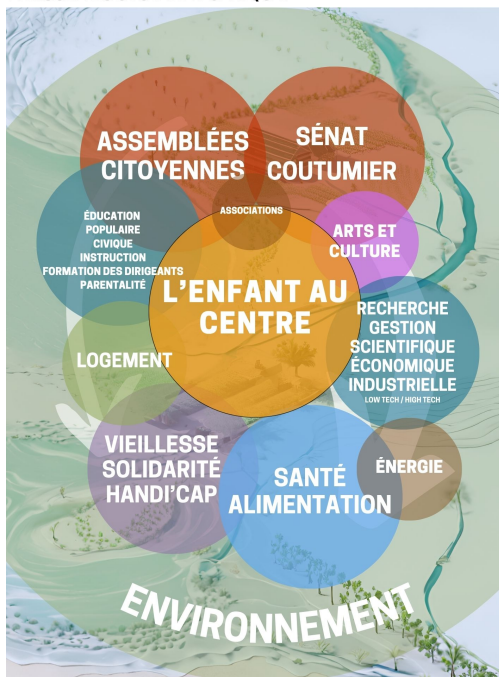 ASSEMBLÉES
CITOYENNES
SÉNAT
COUTUMIER
ASSOCIATIONS
ÉDUCATION
POPULAIRE
CIVIQUE
INSTRUCTION
FORMATION DES DIRIGEANTS
PARENTALITÉ
ARTS ET
CULTURE
L'ENFANT AU
CENTRE
RECHERCHE
GESTION
SCIENTIFIQUE
ÉCONOMIQUE
INDUSTRIELLE
LOW TECH / HIGH TECH
LOGEMENT
VIEILLESSE
SOLIDARITÉ
HANDI'CAP
SANTÉ
ALIMENTATION
ÉNERGIE
ENVIRONNEMENT